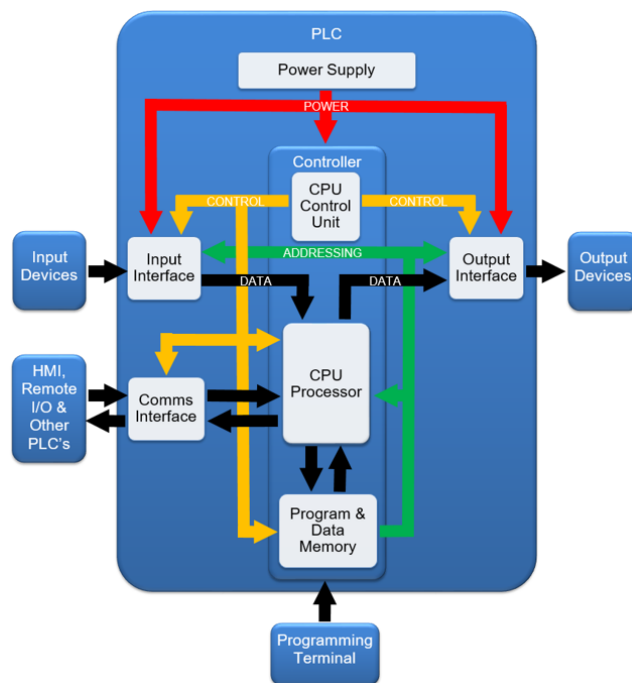 PLC
Power Supply
POWER
Controller
CPU
Control
Unit
CONTROL
CONTROL
Input
Devices
Input
Interface
ADDRESSING
Output
Interface
Output
Devices
DATA
DATA
HMI,
Remote
I/O &
Other
PLC's
Comms
Interface
CPU
Processor
Program &
Data
Memory
Programming
Terminal